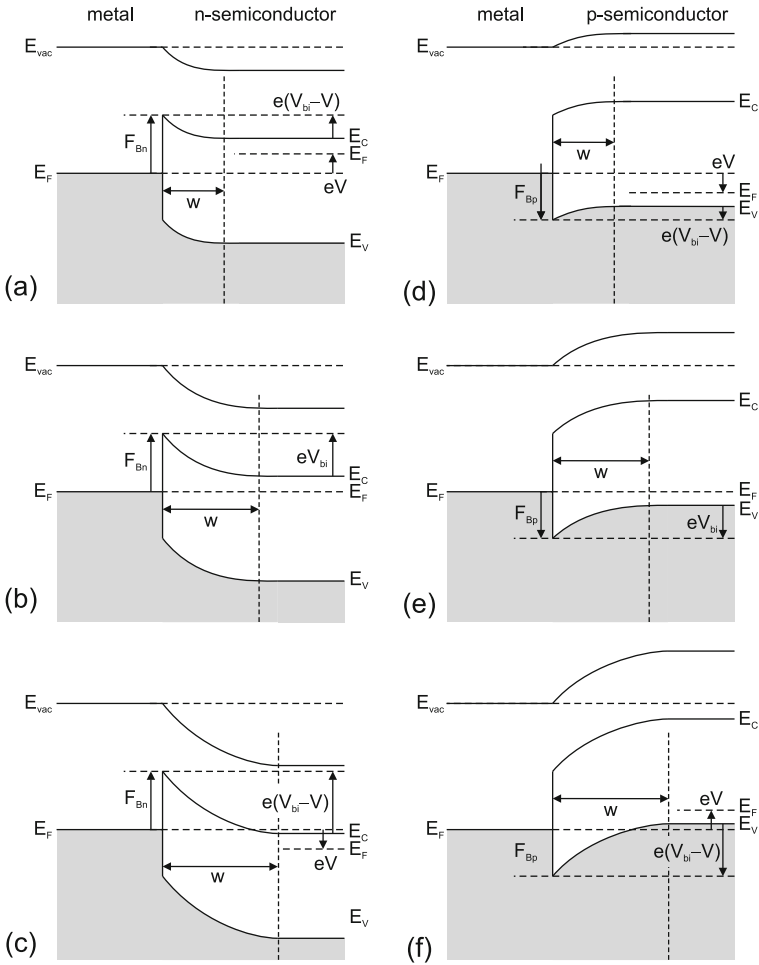 metal n-semiconductor
E_vac
e(V_bi–V)
F_Bn
E_C
E_F
E_F
eV
w
E_V
(a)
metal p-semiconductor
E_vac
E_C
w
eV
E_F
E_F
F_Bp
E_V
e(V_bi–V)
(d)
E_vac
F_Bn
eV_bi
E_C
E_F
E_F
w
E_V
(b)
E_vac
E_C
w
E_F
E_F
F_Bp
E_V
eV_bi
(e)
E_vac
F_Bn
e(V_bi–V)
E_F
E_C
E_F
eV
w
E_V
(c)
E_vac
E_C
w
eV
E_F
E_F
E_V
F_Bp
e(V_bi–V)
(f)